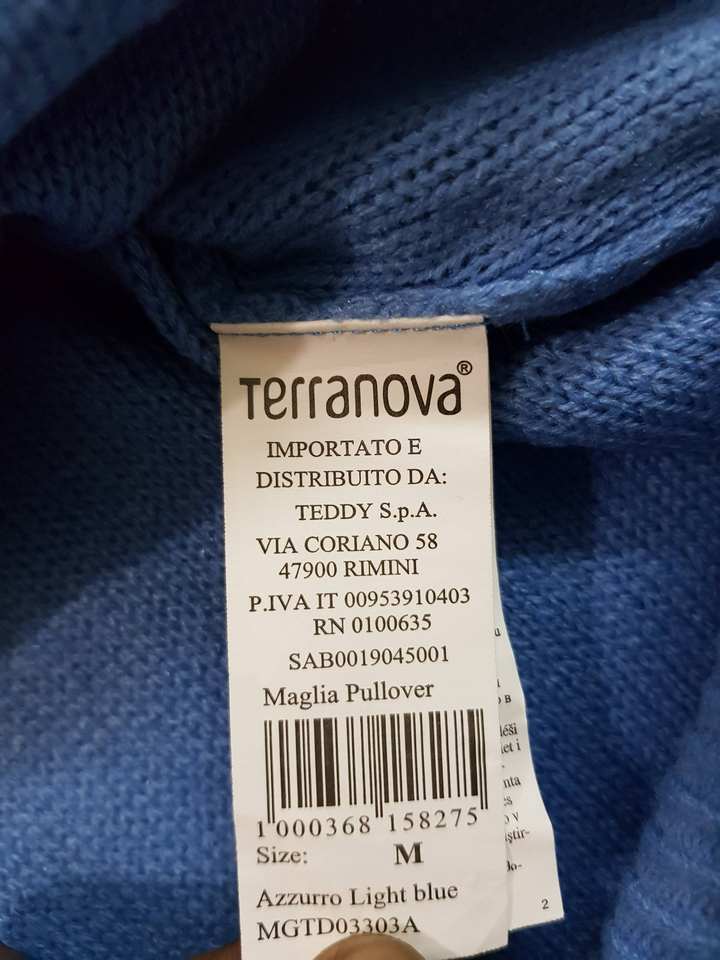 Terranova®
IMPORTATO E
DISTRIBUITO DA:
TEDDY S.p.A.
VIA CORIANO 58
47900 RIMINI
P.IVA IT 00953910403
RN 0100635
SAB0019045001
Maglia Pullover
1 000368 158275
Size: M
Azzurro Light blue
MGTD03303A
2